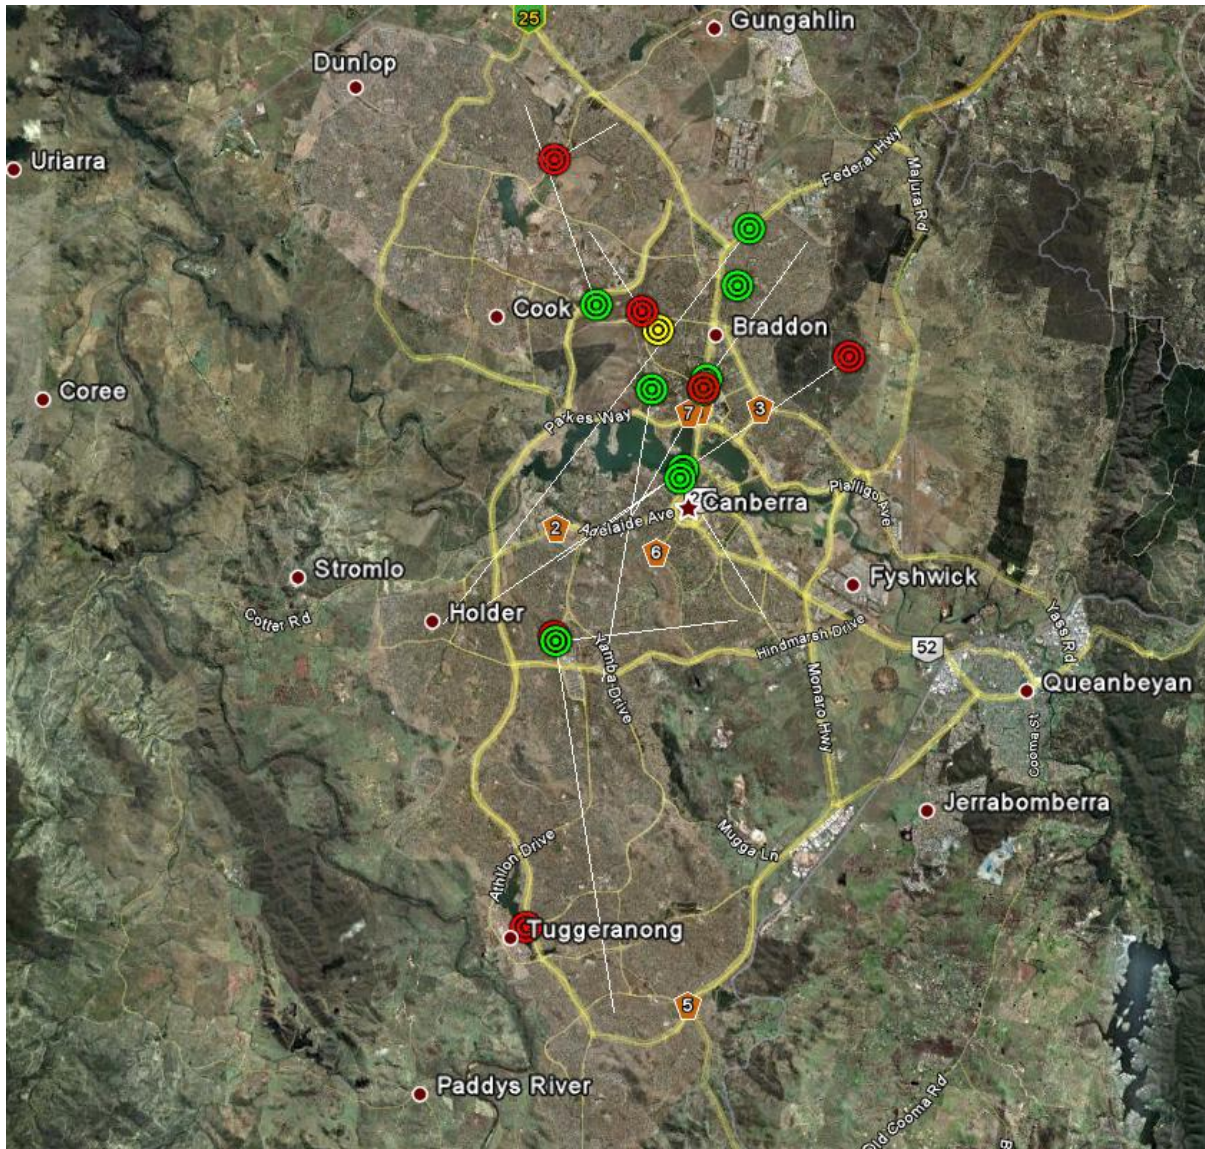 25
Gungahlin
Dunlop
Uriarra
Federal Hwy
Majura Rd
Cook
Braddon
Coree
Parkes Way
7
3
Pialligo Ave
Canberra
Adelaide Ave
2
6
Stromlo
Fyshwick
Cotter Rd
Holder
Yamba Drive
Hindmarsh Drive
52
Yass Rd
Monaro Hwy
Queanbeyan
Cooma St
Jerrabomberra
Mugga Ln
Athllon Drive
Tuggeranong
5
Paddys River
Old Cooma Rd